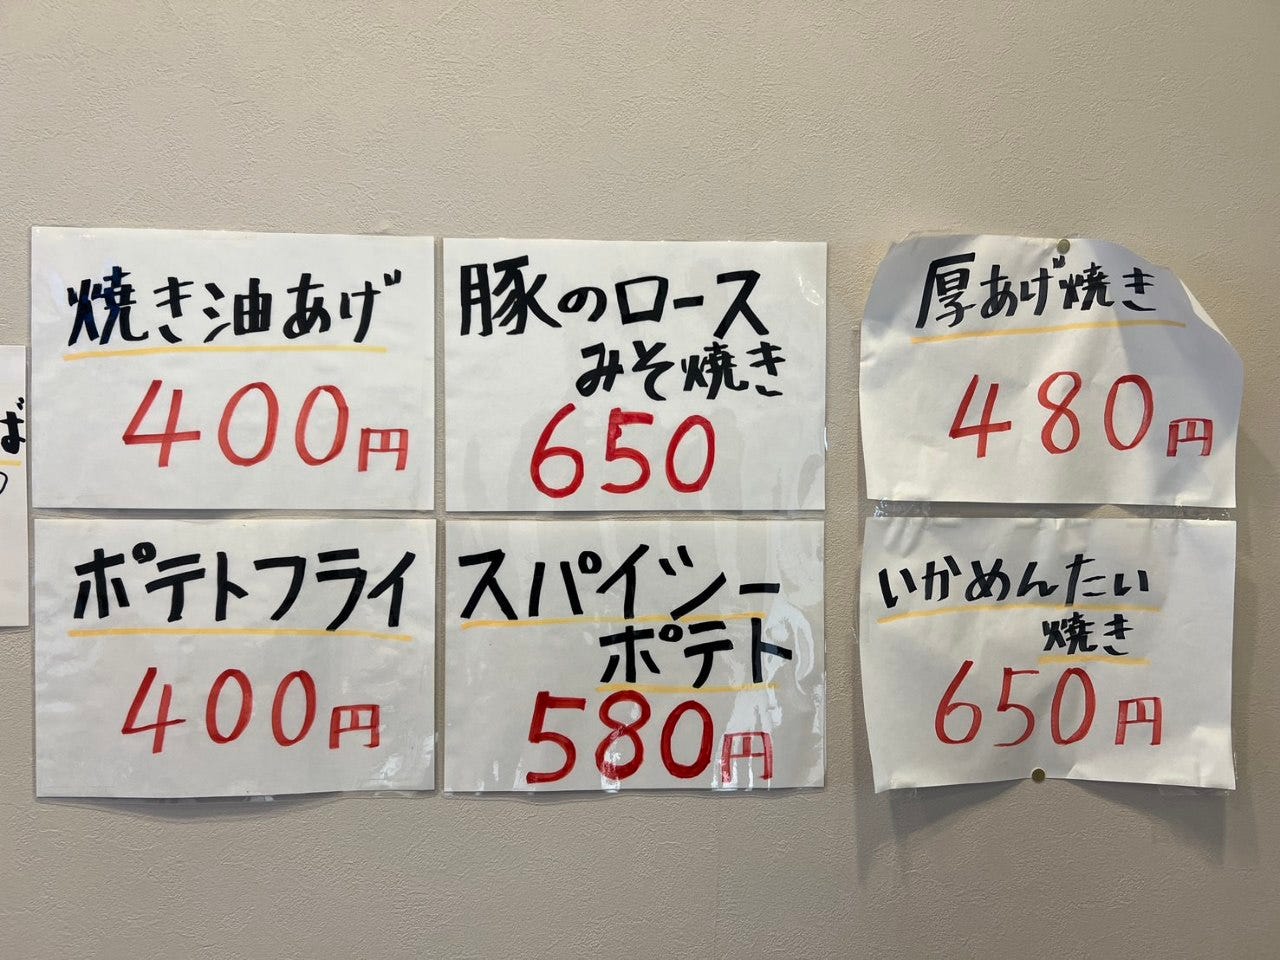 焼き油あげ
400円
豚のロース
みそ焼き
650
厚あげ焼き
480円
ポテトフライ
400円
スパイシー
ポテト
580円
いかめんたい
焼き
650円
ば